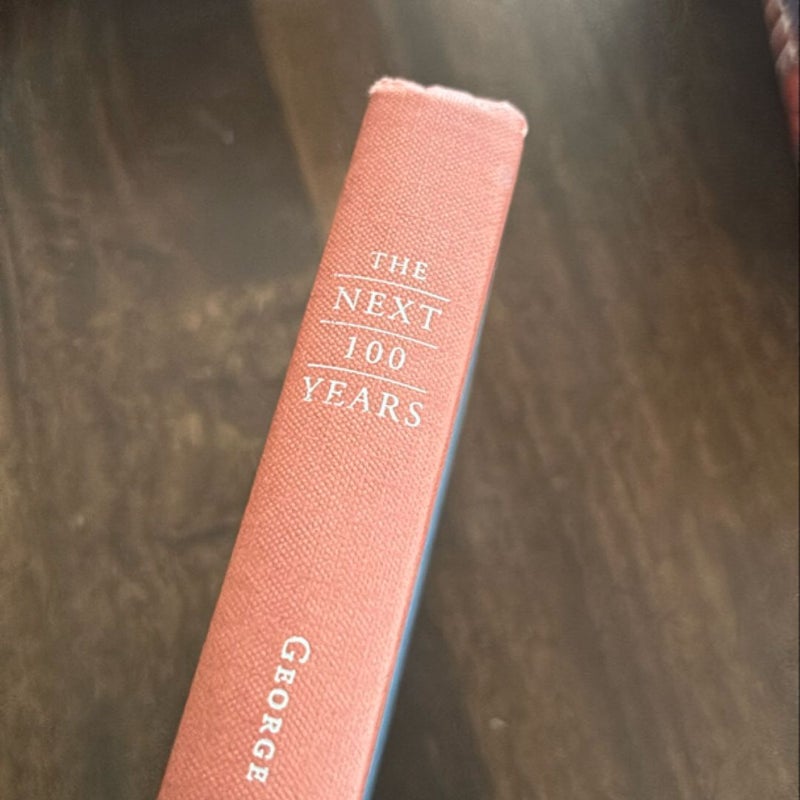 THE
NEXT
100
YEARS
GEORGE